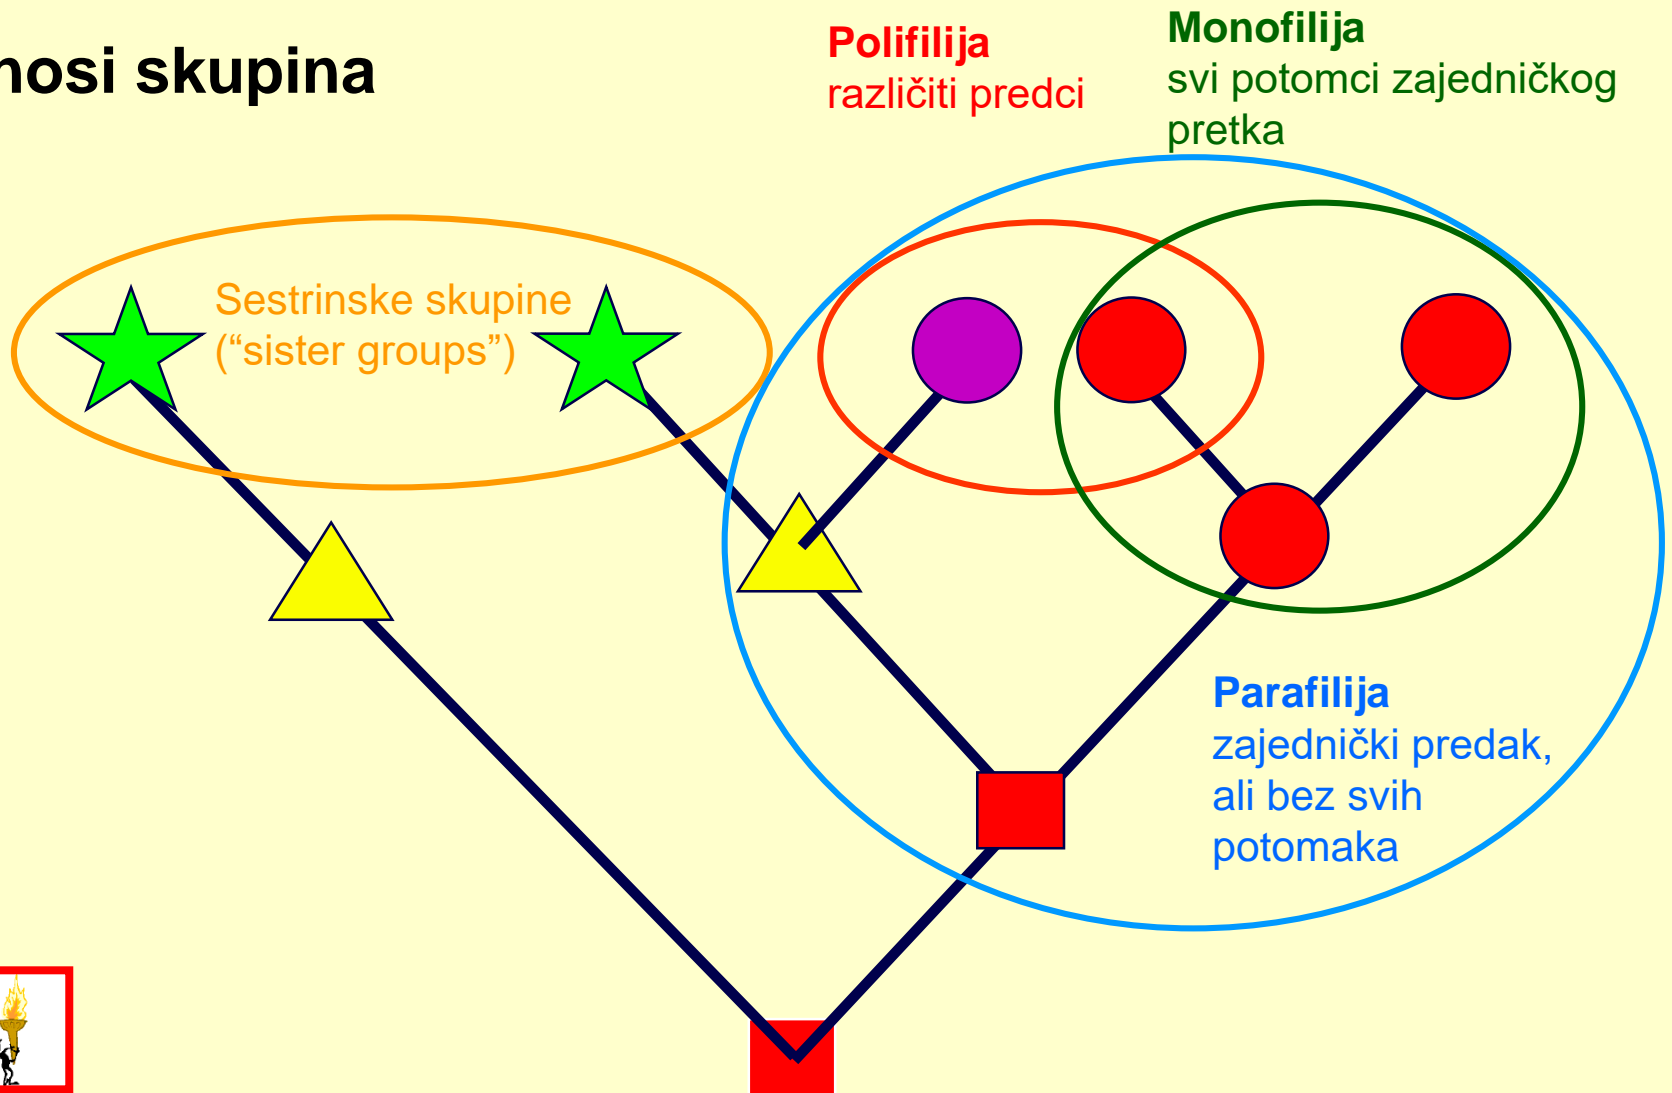 nosi skupina
Polifilija
različiti predci
Monofilija
svi potomci zajedničkog
pretka
Sestrinske skupine
(“sister groups”)
Parafilija
zajednički predak,
ali bez svih
potomaka